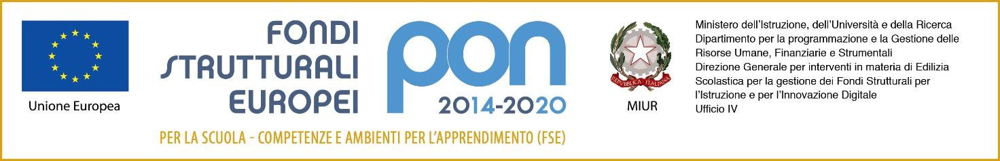 Unione Europea
FONDI
STRUTTURALI
EUROPEI
pon
2014-2020
PER LA SCUOLA - COMPETENZE E AMBIENTI PER L'APPRENDIMENTO (FSE)
REPVBBLICA ITALIANA
MIUR
Ministero dell'Istruzione, dell'Università e della Ricerca
Dipartimento per la programmazione e la Gestione delle
Risorse Umane, Finanziarie e Strumentali
Direzione Generale per interventi in materia di Edilizia
Scolastica per la gestione dei Fondi Strutturali per
l'Istruzione e per l'Innovazione Digitale
Ufficio IV